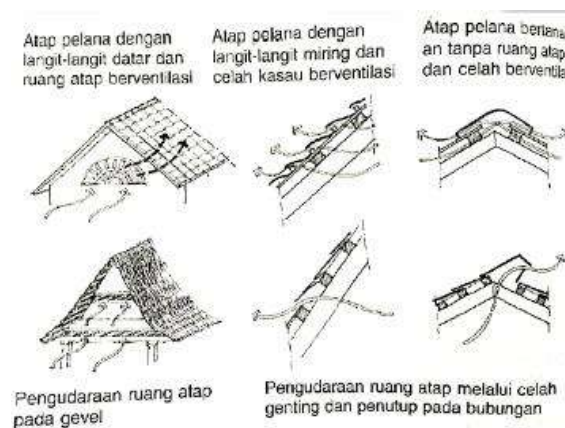 Atap pelana dengan
langit-langit datar dan
ruang atap berventilasi
Atap pelana dengan
langit-langit miring dan
celah kasau berventilasi
Atap pelana
an tanpa ruang atap
dan celah
Pengudaraan ruang atap
pada gevel
Pengudaraan ruang atap melalui celah
genting dan penutup pada bubungan